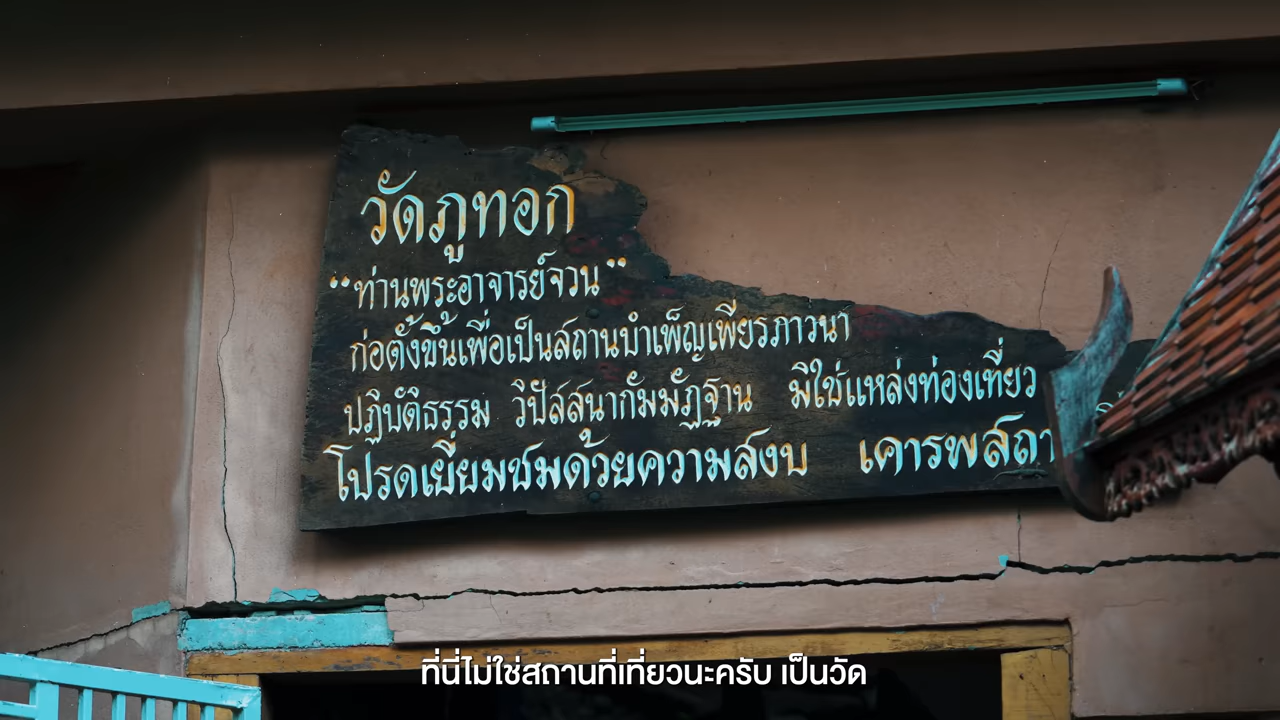 วัดภูทอก
“ท่านพระอาจารย์จวน”
ก่อตั้งขึ้นเพื่อเป็นสถานบำเพ็ญเพียรภาวนา
ปฏิบัติธรรม วิปัสสนากัมมัฏฐาน มิใช่แหล่งท่องเที่ยว
โปรดเยี่ยมชมด้วยความสงบ เคารพสถา
ที่นี่ไม่ใช่สถานที่เที่ยวนะครับ เป็นวัด